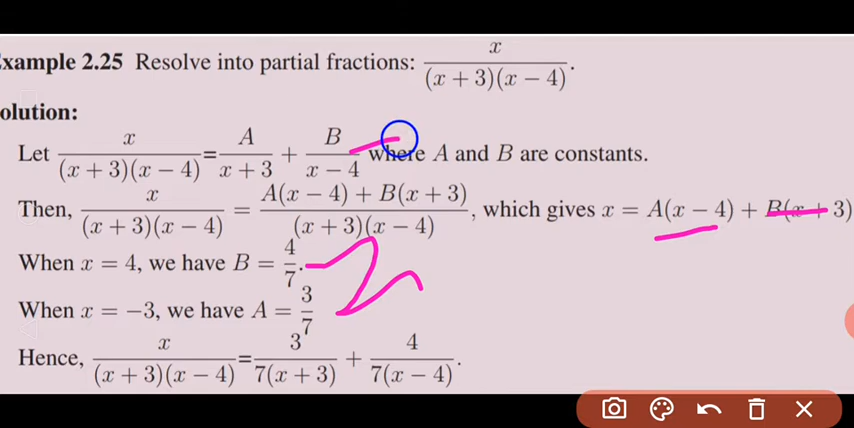 xample 2.25 Resolve into partial fractions: x/((x + 3)(x − 4)).
olution:
Let x/((x + 3)(x − 4)) = A/(x + 3) + B/(x − 4) where A and B are constants.
Then, x/((x + 3)(x − 4)) = (A(x − 4) + B(x + 3))/((x + 3)(x − 4)), which gives x = A(x − 4) + B(x + 3)
When x = 4, we have B = 4/7.
When x = −3, we have A = 3/7
Hence, x/((x + 3)(x − 4)) = 3/(7(x + 3)) + 4/(7(x − 4)).